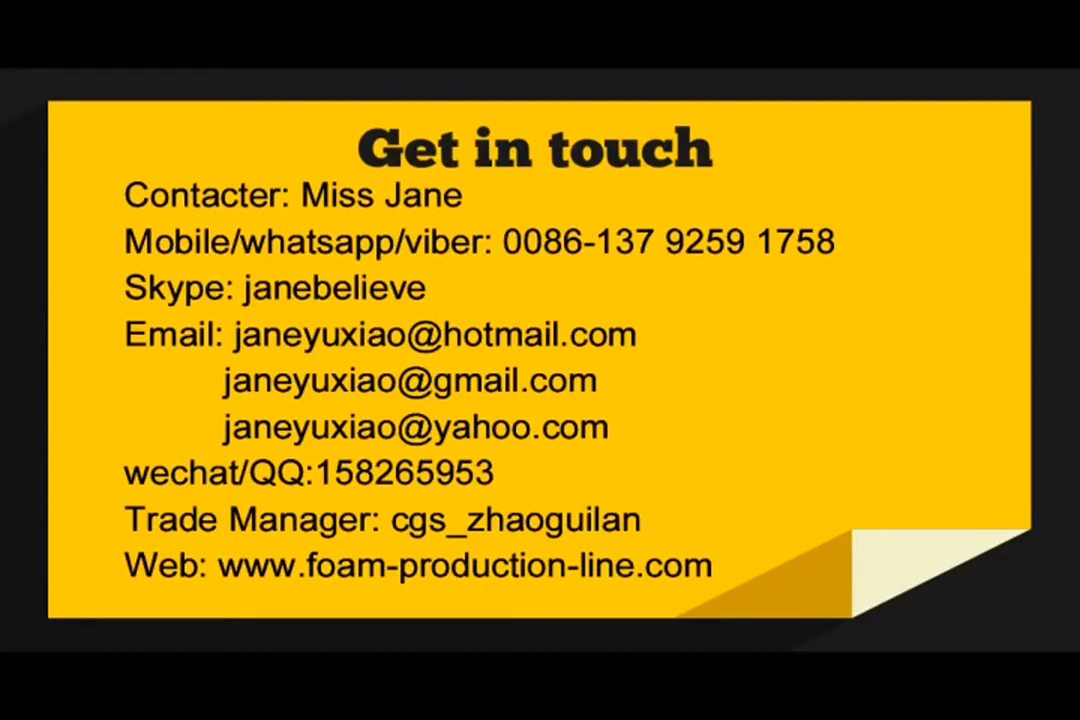 Get in touch
Contacter: Miss Jane
Mobile/whatsapp/viber: 0086-137 9259 1758
Skype: janebelieve
Email: janeyuxiao@hotmail.com
janeyuxiao@gmail.com
janeyuxiao@yahoo.com
wechat/QQ:158265953
Trade Manager: cgs_zhaoguilan
Web: www.foam-production-line.com